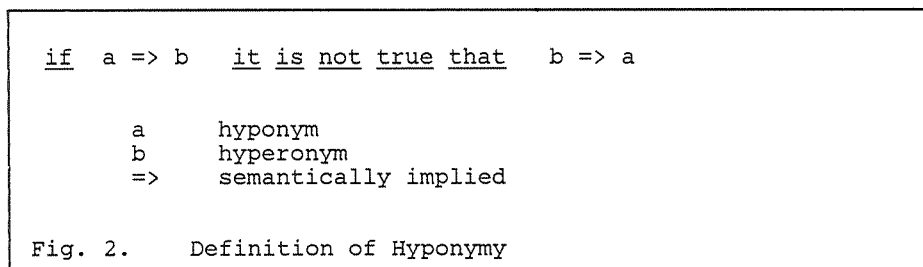 if a => b it is not true that b => a
a hyponym
b hyperonym
=> semantically implied
Fig. 2. Definition of Hyponymy